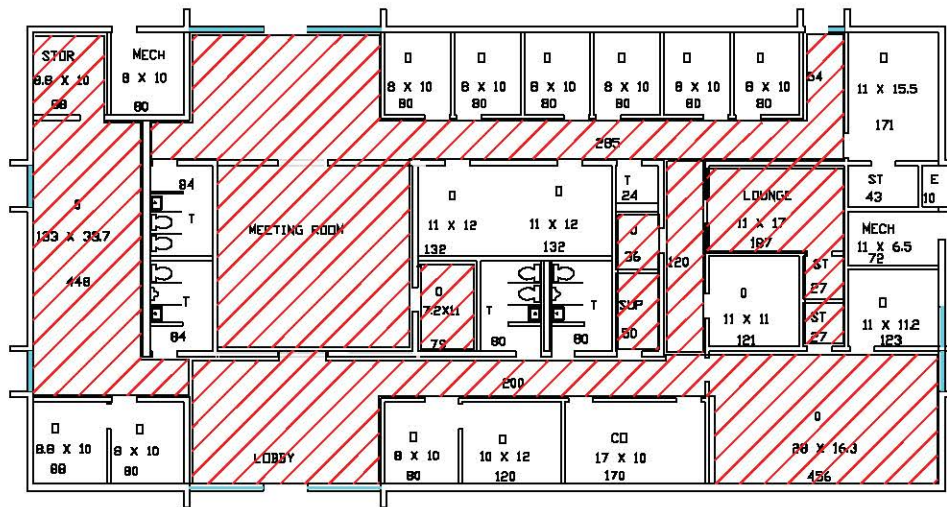 STOR
8.8 X 10
88
MECH
8 X 10
80
O
8 X 10
80
O
8 X 10
80
O
8 X 10
80
O
8 X 10
80
O
8 X 10
80
O
8 X 10
80
54
O
11 X 15.5
171
285
84
T
O
133 X 33.7
448
MEETING ROOM
O
11 X 12
132
O
11 X 12
132
T
24
O
36
120
LOUNGE
11 X 17
187
ST
43
E
10
MECH
11 X 6.5
72
T
84
O
7.2X11
79
T
80
T
80
SUP
50
O
11 X 11
121
ST
27
ST
27
O
11 X 11.2
123
200
O
8.8 X 10
88
O
8 X 10
80
LOBBY
O
8 X 10
80
O
10 X 12
120
CO
17 X 10
170
O
28 X 16.3
456